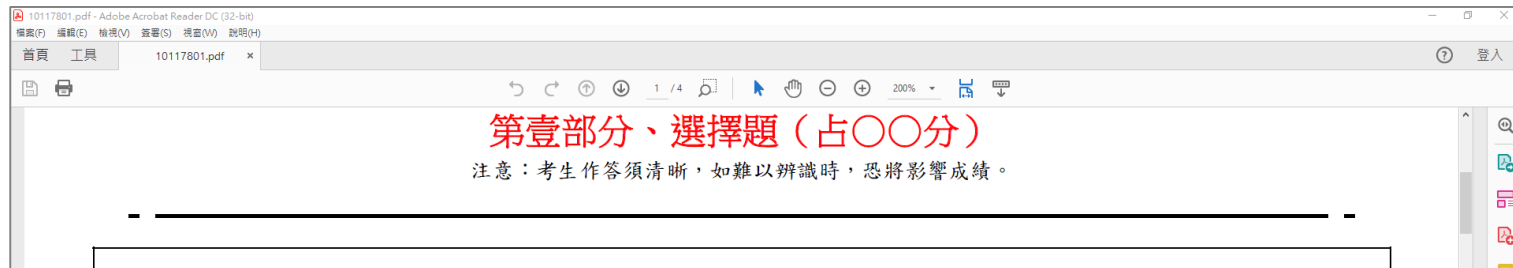 10117801.pdf - Adobe Acrobat Reader DC (32-bit)
檔案(F) 編輯(E) 檢視(V) 簽署(S) 視窗(W) 說明(H)
首頁 工具 10117801.pdf × ? 登入
1 / 4 200%
第壹部分、選擇題（占○○分）
注意：考生作答須清晰，如難以辨識時，恐將影響成績。